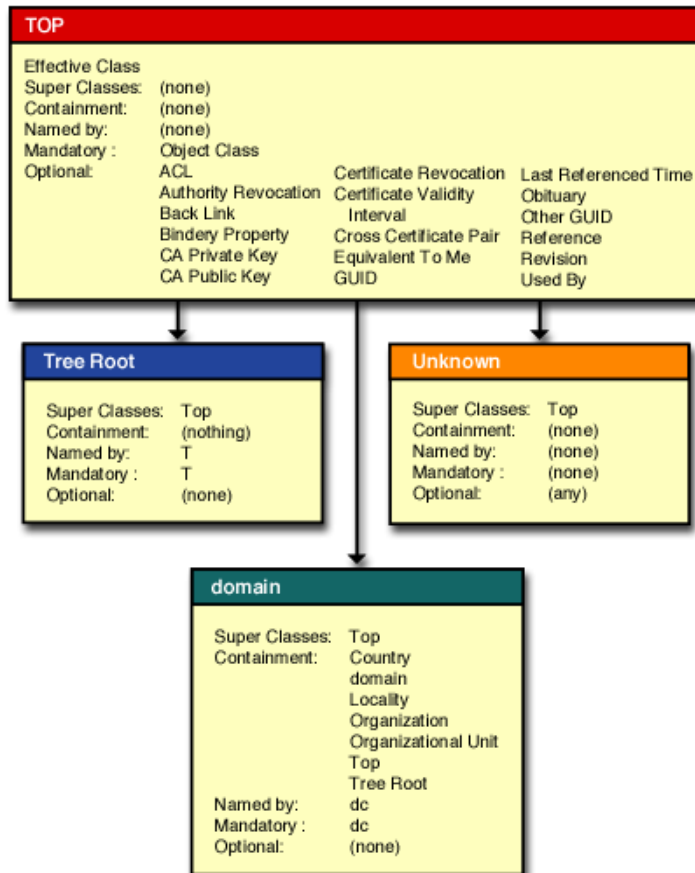 TOP
Effective Class
Super Classes: (none)
Containment: (none)
Named by: (none)
Mandatory : Object Class
Optional: ACL Certificate Revocation Last Referenced Time
Authority Revocation Certificate Validity Obituary
Back Link Interval Other GUID
Bindery Property Cross Certificate Pair Reference
CA Private Key Equivalent To Me Revision
CA Public Key GUID Used By
Tree Root
Super Classes: Top
Containment: (nothing)
Named by: T
Mandatory : T
Optional: (none)
Unknown
Super Classes: Top
Containment: (none)
Named by: (none)
Mandatory : (none)
Optional: (any)
domain
Super Classes: Top
Containment: Country
domain
Locality
Organization
Organizational Unit
Top
Tree Root
Named by: dc
Mandatory : dc
Optional: (none)